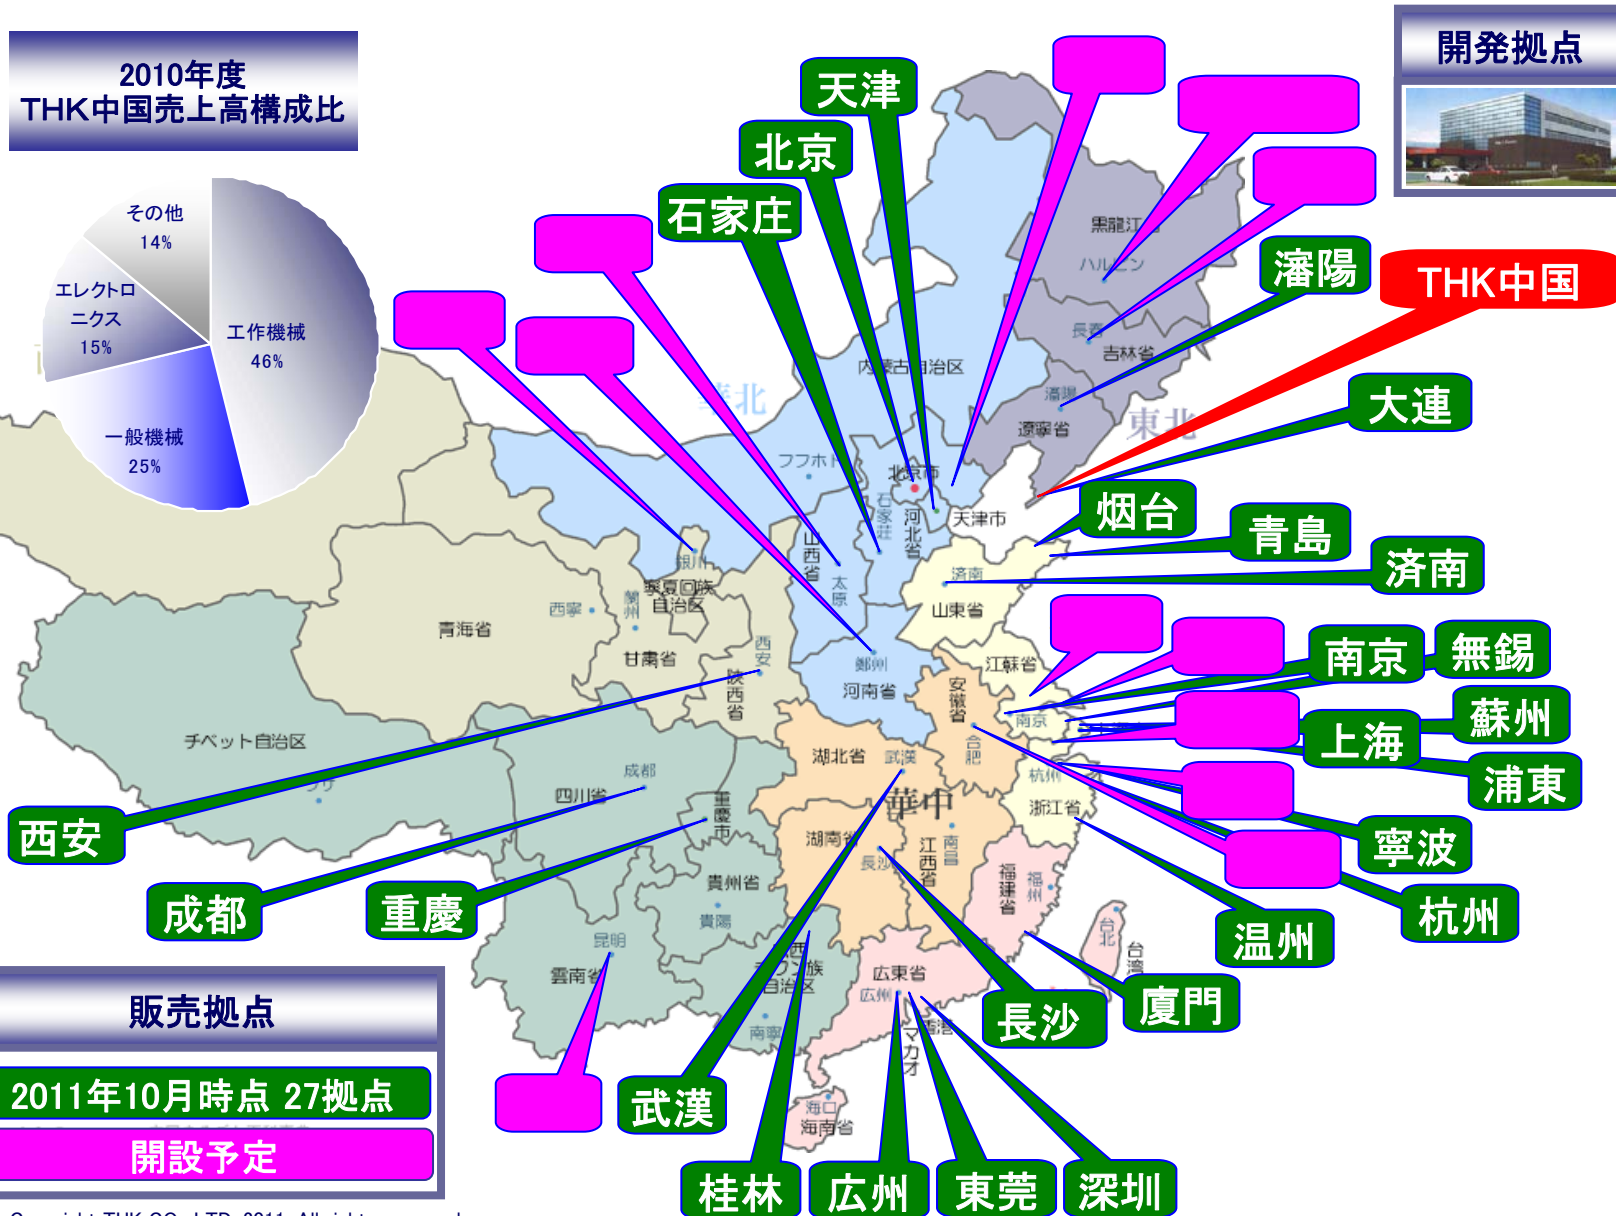 2010年度
THK中国売上高構成比
開発拠点
その他
14%
エレクトロ
ニクス
15%
工作機械
46%
一般機械
25%
天津
北京
石家庄
瀋陽
THK中国
大連
烟台
青島
済南
南京
無錫
蘇州
上海
浦東
寧波
杭州
温州
廈門
長沙
深圳
東莞
広州
桂林
武漢
重慶
成都
西安
華北
東北
華中
黒龍江
ハルビン
長春
吉林省
瀋陽
遼寧省
内蒙古自治区
フフホト
北京市
天津市
石家荘
河北省
山西省
太原
銀川
寧夏回族
自治区
蘭州
西寧
青海省
甘粛省
西安
陝西省
済南
山東省
鄭州
河南省
江蘇省
安徽省
南京
合肥
杭州
浙江省
湖北省
武漢
湖南省
長沙
江西省
南昌
福建省
福州
台北
台湾
チベット自治区
ラサ
成都
四川省
重慶市
貴州省
貴陽
昆明
雲南省
西
族
自治区
南寧
広東省
広州
香港
マカオ
海口
海南省
販売拠点
2011年10月時点 27拠点
開設予定